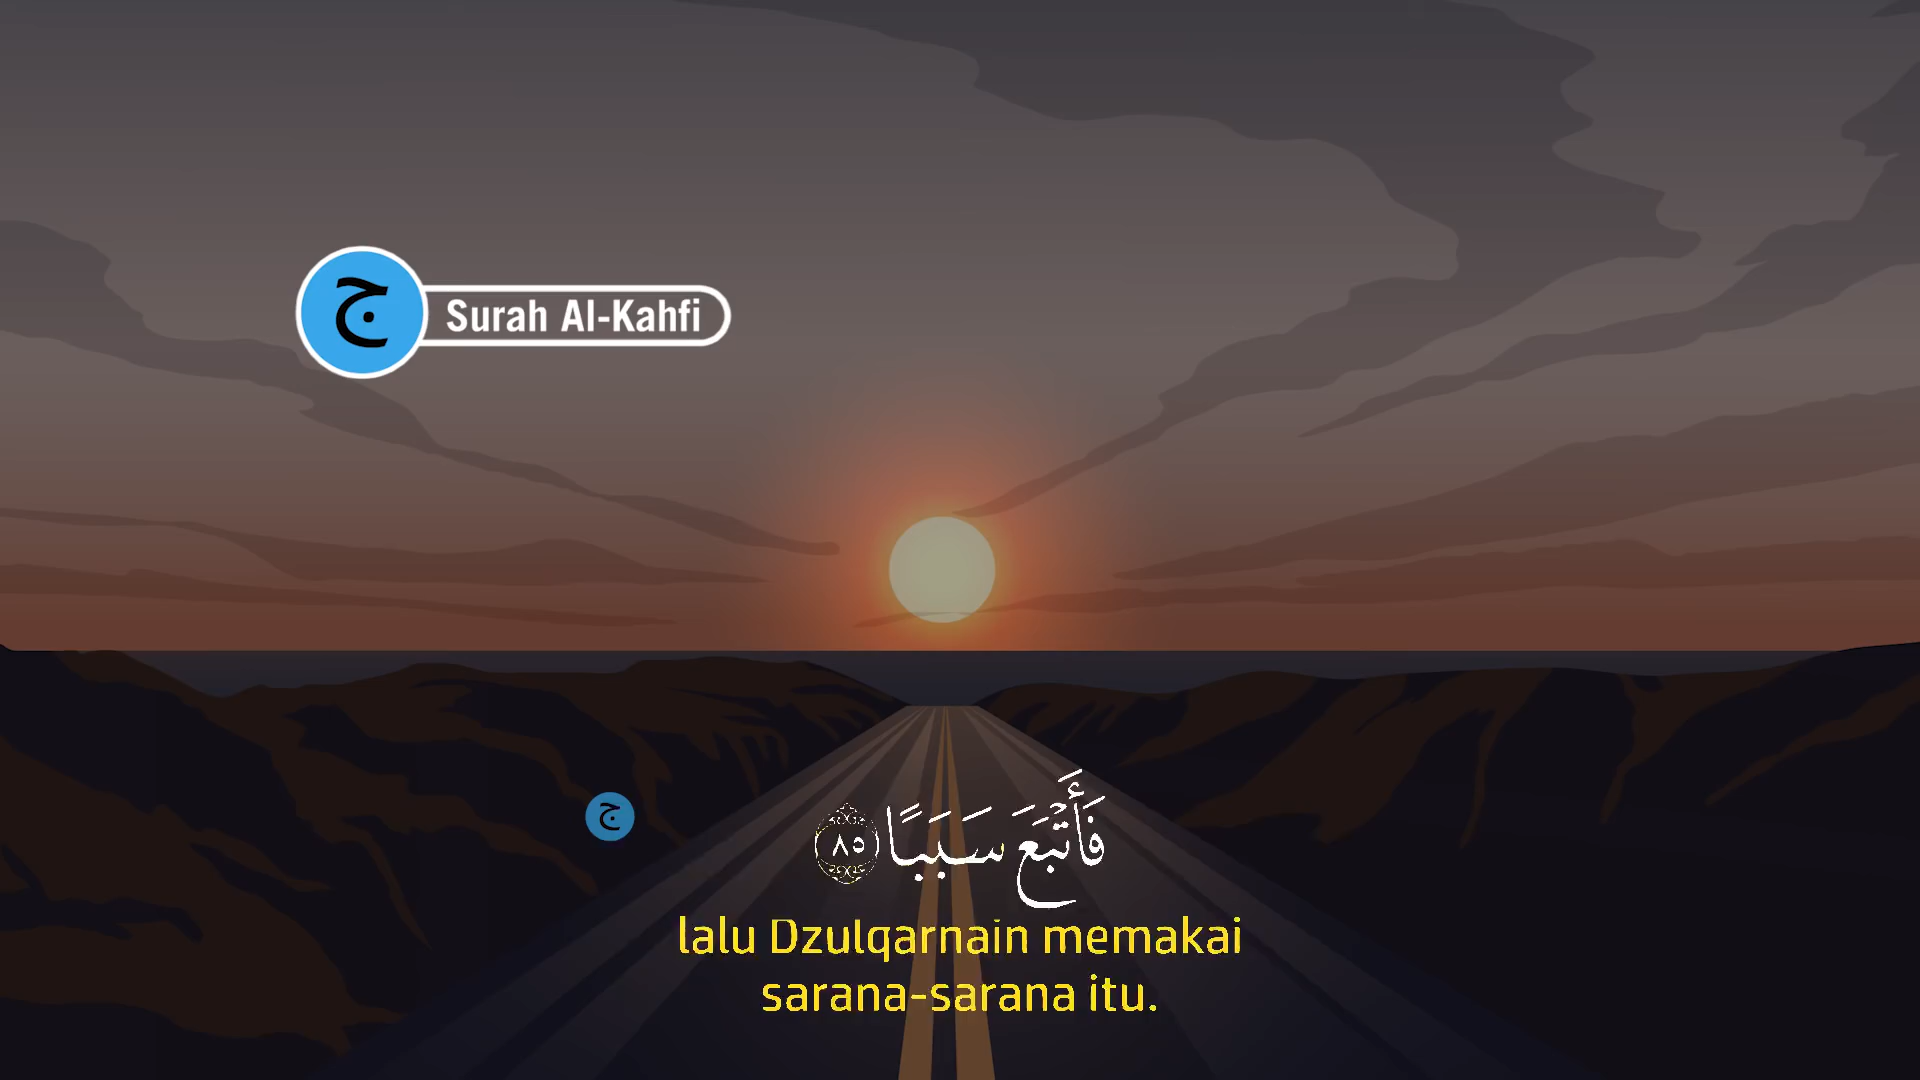 ج
Surah Al-Kahfi
ج
فَأَتْبَعَ سَبَبًا ٨٥
lalu Dzulqarnain memakai
sarana-sarana itu.